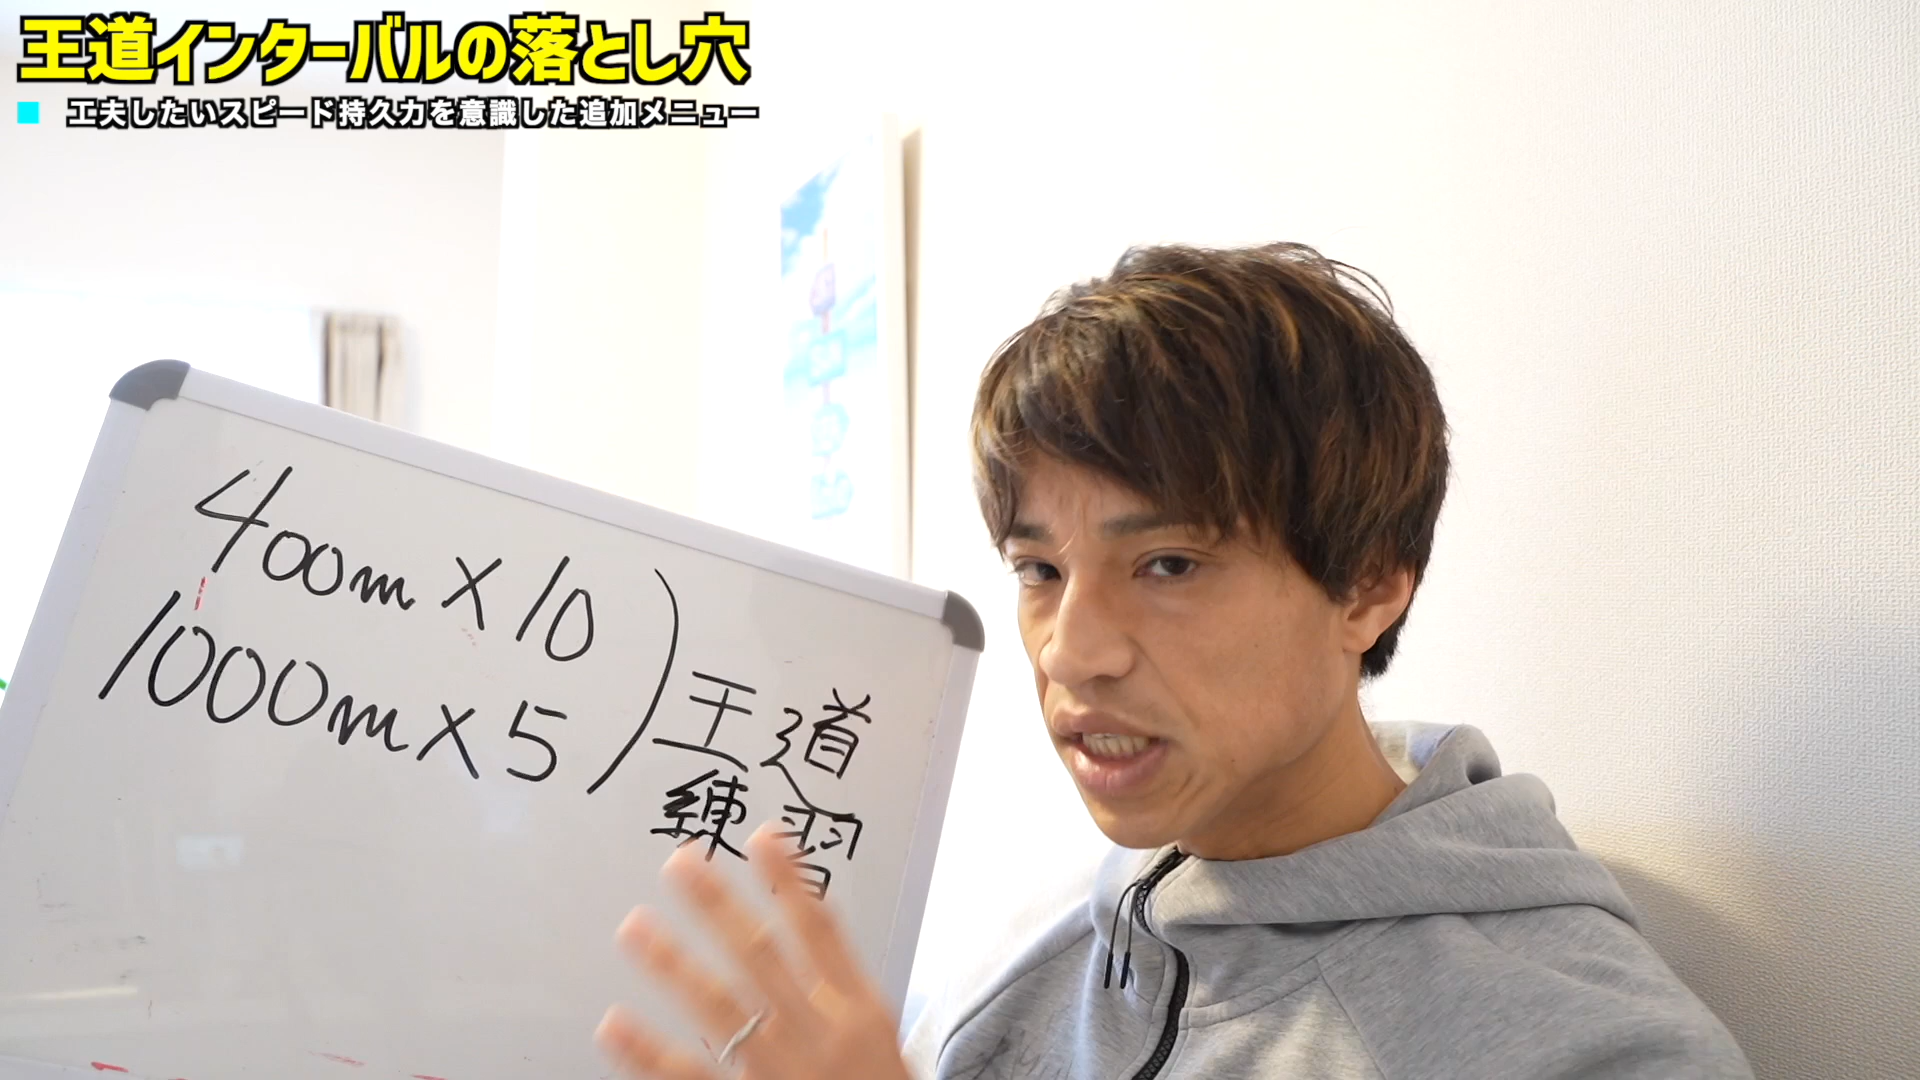 王道インターバルの落とし穴
工夫したいスピード持久力を意識した追加メニュー
400m×10
1000m×5
王道
練習